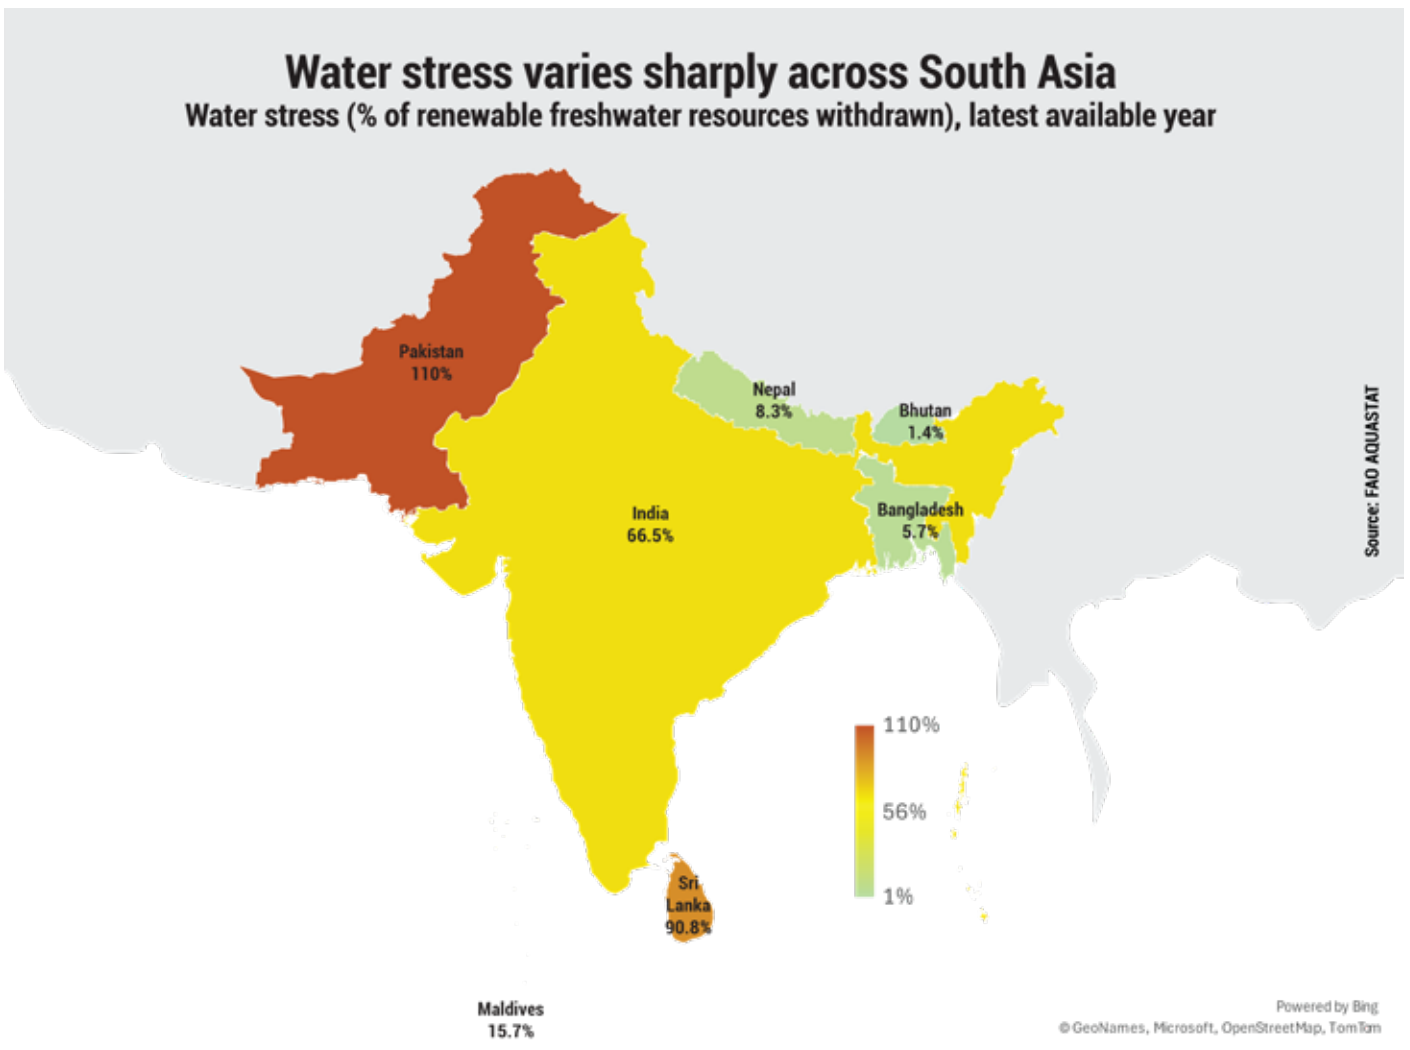 Water stress varies sharply across South Asia
Water stress (% of renewable freshwater resources withdrawn), latest available year
Pakistan
110%
Nepal
8.3%
Bhutan
1.4%
India
66.5%
Bangladesh
5.7%
Source: FAO AQUASTAT
110%
56%
1%
Sri
Lanka
90.8%
Maldives
15.7%
Powered by Bing
© GeoNames, Microsoft, OpenStreetMap, TomTom